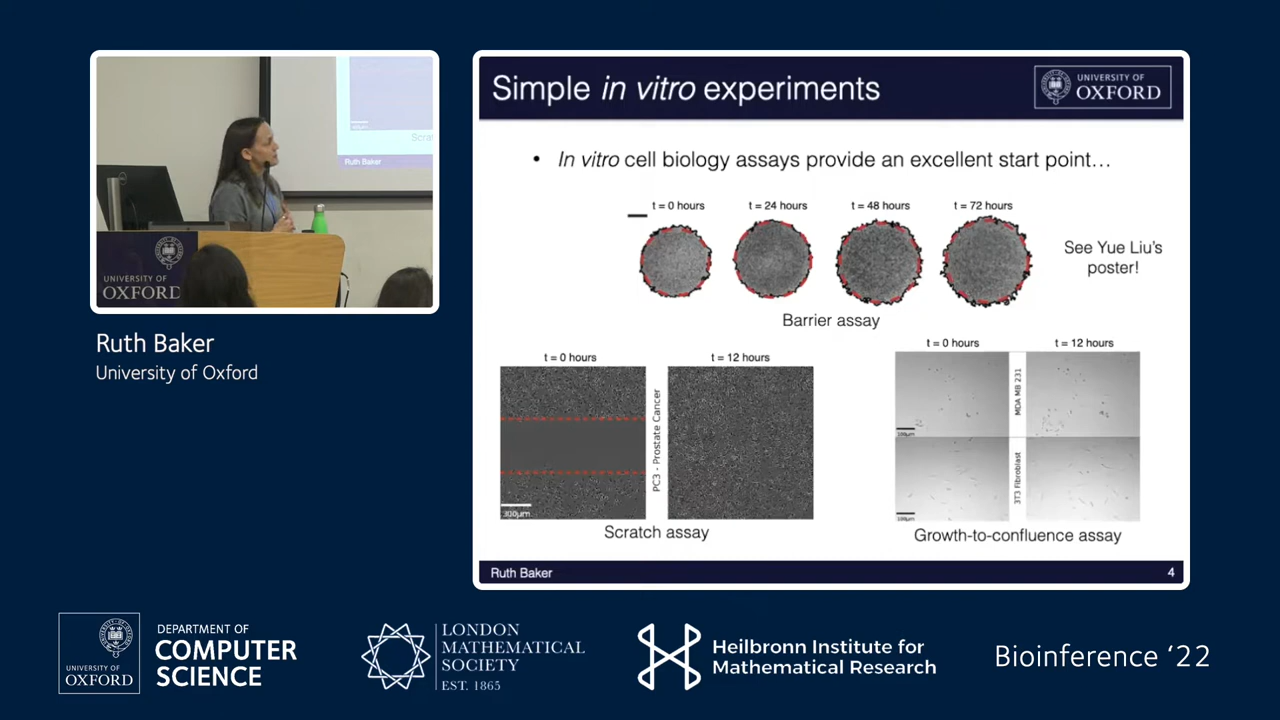 Simple in vitro experiments
UNIVERSITY OF
OXFORD
• In vitro cell biology assays provide an excellent start point…
t = 0 hours
t = 24 hours
t = 48 hours
t = 72 hours
See Yue Liu's
poster!
Barrier assay
t = 0 hours
t = 12 hours
PC3 - Prostate Cancer
300µm
Scratch assay
t = 0 hours
t = 12 hours
MDA MB 231
3T3 Fibroblast
100µm
100µm
Growth-to-confluence assay
Ruth Baker
4
Ruth Baker
UNIVERSITY OF
OXFORD
Ruth Baker
University of Oxford
UNIVERSITY OF
OXFORD
DEPARTMENT OF
COMPUTER
SCIENCE
LONDON
MATHEMATICAL
SOCIETY
EST. 1865
Heilbronn Institute for
Mathematical Research
Bioinference ‘22